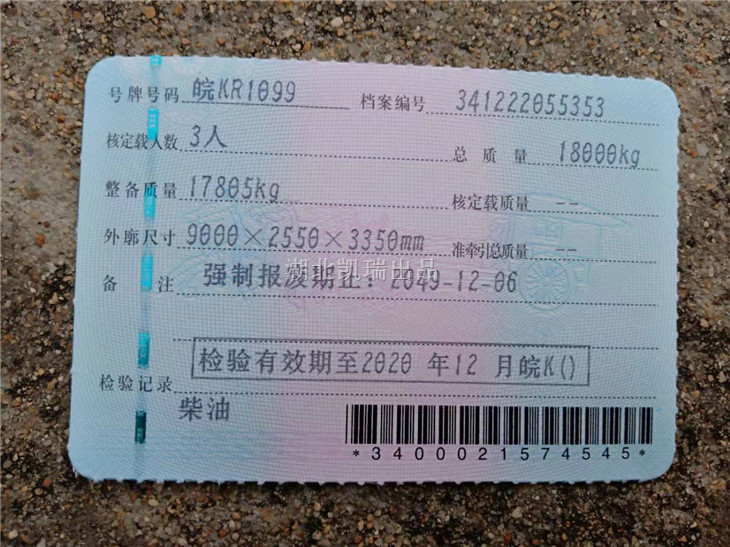 号牌号码 皖KR1099 档案编号 341222055353
核定载人数 3人 总质量 18000kg
整备质量 17805kg 核定载质量 --
外廓尺寸 9000×2550×3350mm 准牵引总质量 --
湖北凯瑞出品
备注 强制报废期止：2049-12-06
检验有效期至2020 年12 月皖K()
检验记录
柴油
*3400021574545*